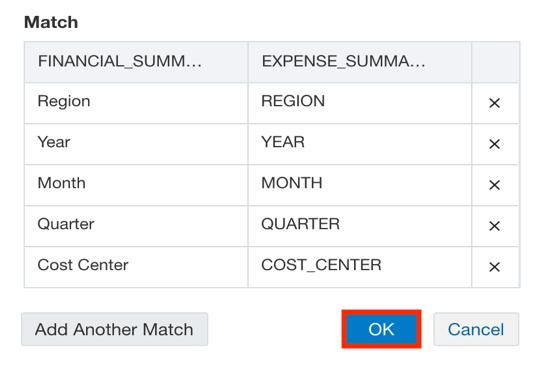 Match
FINANCIAL_SUMM... EXPENSE_SUMMA...
Region REGION ×
Year YEAR ×
Month MONTH ×
Quarter QUARTER ×
Cost Center COST_CENTER ×
Add Another Match OK Cancel